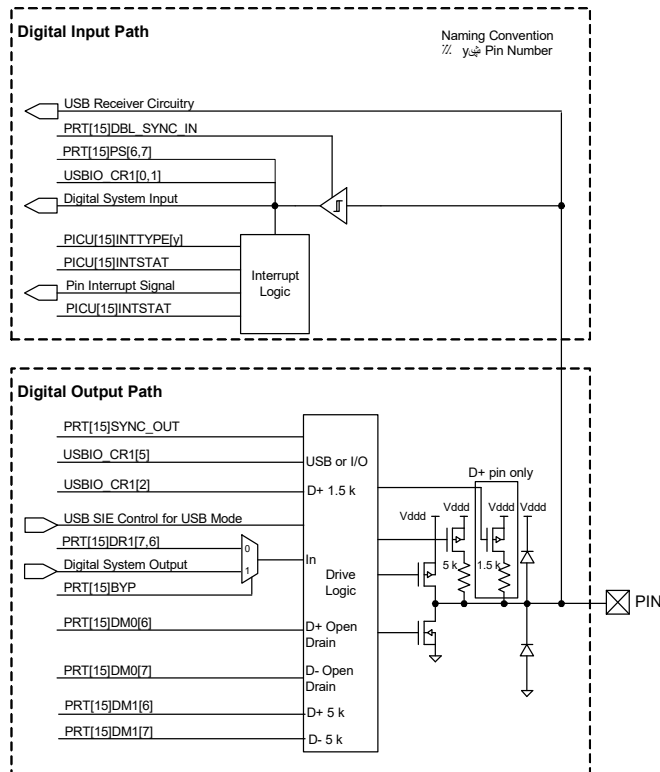 Digital Input Path
Naming Convention
y Pin Number
USB Receiver Circuitry
PRT[15]DBL_SYNC_IN
PRT[15]PS[6,7]
USBIO_CR1[0,1]
Digital System Input
PICU[15]INTTYPE[y]
PICU[15]INTSTAT
Pin Interrupt Signal
PICU[15]INTSTAT
Interrupt
Logic
Digital Output Path
PRT[15]SYNC_OUT
USBIO_CR1[5]
USBIO_CR1[2]
USB SIE Control for USB Mode
PRT[15]DR1[7,6]
Digital System Output
PRT[15]BYP
PRT[15]DM0[6]
PRT[15]DM0[7]
PRT[15]DM1[6]
PRT[15]DM1[7]
0
1
USB or I/O
D+ 1.5 k
In
Drive
Logic
D+ Open
Drain
D- Open
Drain
D+ 5 k
D- 5 k
D+ pin only
Vddd
Vddd
Vddd
Vddd
5 k
1.5 k
PIN